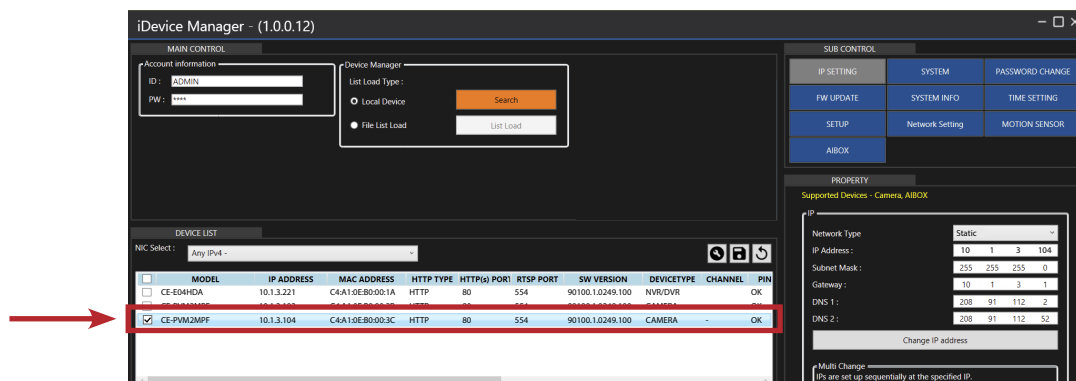 iDevice Manager - (1.0.0.12)
MAIN CONTROL
Account information
ID : ADMIN
PW : ****
Device Manager
List Load Type :
Local Device
Search
File List Load
List Load
SUB CONTROL
IP SETTING SYSTEM PASSWORD CHANGE
FW UPDATE SYSTEM INFO TIME SETTING
SETUP Network Setting MOTION SENSOR
AIBOX
PROPERTY
Supported Devices - Camera, AIBOX
IP
Network Type Static
IP Address : 10 1 3 104
Subnet Mask : 255 255 255 0
Gateway : 10 1 3 1
DNS 1 : 208 91 112 2
DNS 2 : 208 91 112 52
Change IP address
Multi Change
IPs are set up sequentially at the specified IP.
DEVICE LIST
NIC Select : Any IPv4 -
MODEL IP ADDRESS MAC ADDRESS HTTP TYPE HTTP(s) PORT RTSP PORT SW VERSION DEVICETYPE CHANNEL PIN
CE-E04HDA 10.1.3.221 C4:A1:0E:B0:00:1A HTTP 80 554 90100.1.0249.100 NVR/DVR OK
CE-PVM2MPF 10.1.3.104 C4:A1:0E:B0:00:3C HTTP 80 554 90100.1.0249.100 CAMERA - OK